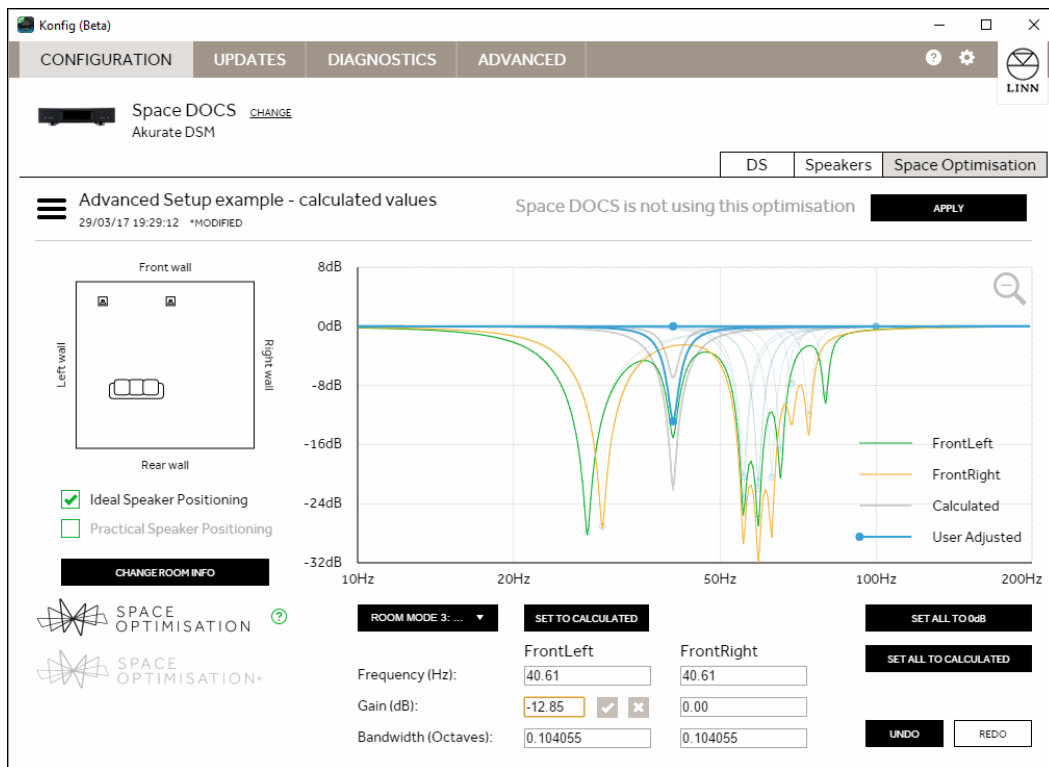 Konfig (Beta)
CONFIGURATION UPDATES DIAGNOSTICS ADVANCED
?
LINN
Space DOCS CHANGE
Akurate DSM
DS Speakers Space Optimisation
Advanced Setup example - calculated values
29/03/17 19:29:12 *MODIFIED
Space DOCS is not using this optimisation
APPLY
Front wall
Left wall
Right wall
Rear wall
Ideal Speaker Positioning
Practical Speaker Positioning
CHANGE ROOM INFO
SPACE
OPTIMISATION
?
SPACE
OPTIMISATION+
8dB
0dB
-8dB
-16dB
-24dB
-32dB
10Hz 20Hz 50Hz 100Hz 200Hz
FrontLeft
FrontRight
Calculated
User Adjusted
ROOM MODE 3: ... SET TO CALCULATED SET ALL TO 0dB
SET ALL TO CALCULATED
FrontLeft FrontRight
Frequency (Hz): 40.61 40.61
Gain (dB): -12.85 0.00
Bandwidth (Octaves): 0.104055 0.104055
UNDO REDO